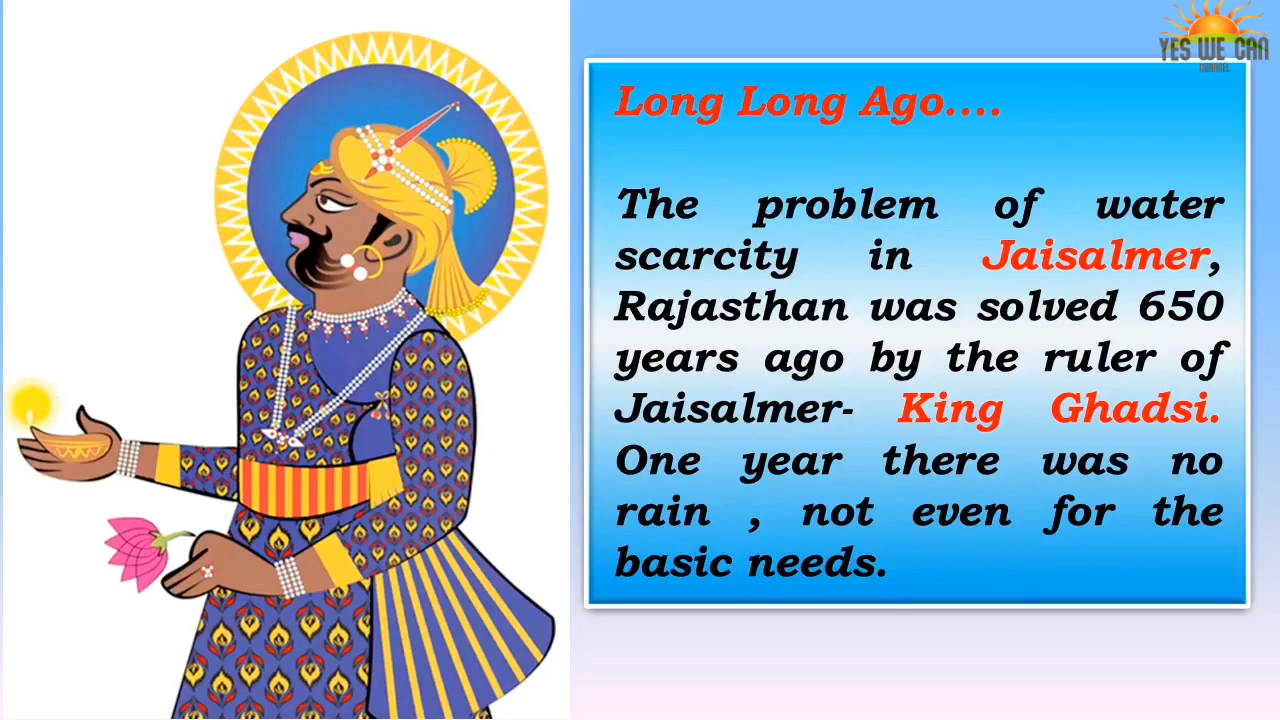 YES WE CAN
CHANNEL
Long Long Ago....
The problem of water
scarcity in Jaisalmer,
Rajasthan was solved 650
years ago by the ruler of
Jaisalmer- King Ghadsi.
One year there was no
rain , not even for the
basic needs.